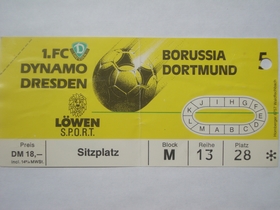 1.FC
DYNAMO
DRESDEN
BORUSSIA
DORTMUND
5
LÖWEN
S.P.O.R.T.
K J I H G F E
L M A B C D
Preis
DM 18,–
Sitzplatz
Block
M
Reihe
13
Platz
28